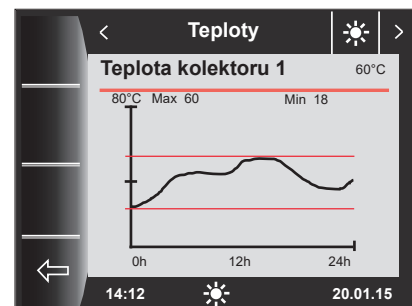 Teploty
Teplota kolektoru 1 60°C
80°C Max 60 Min 18
0h 12h 24h
14:12 20.01.15